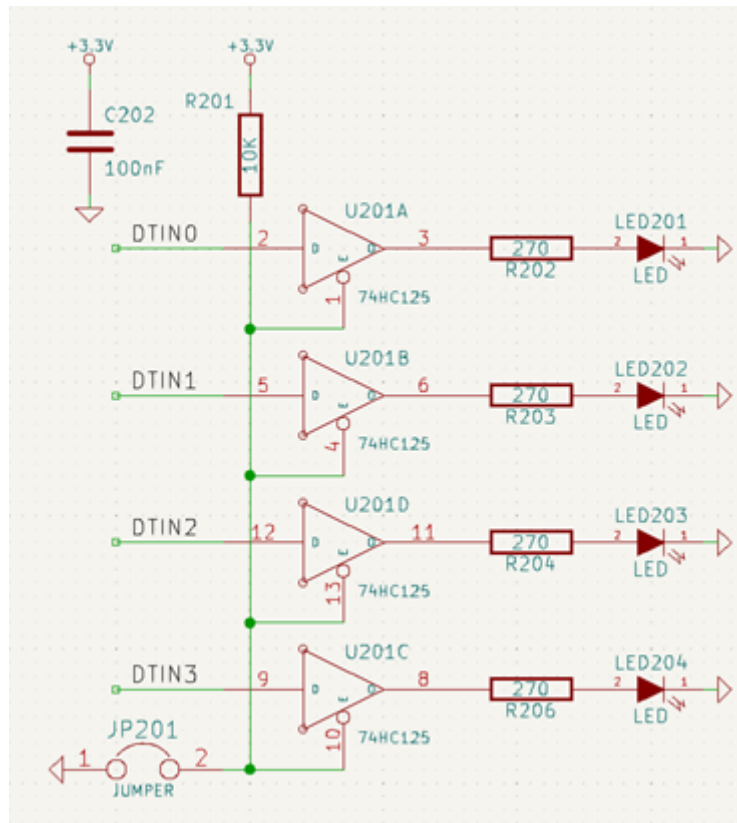 +3.3V
+3.3V
C202
100nF
R201
10K
DTIN0
2
D
E
O
U201A
3
1
74HC125
270
R202
LED201
2
1
LED
DTIN1
5
D
E
O
U201B
6
4
74HC125
270
R203
LED202
2
1
LED
DTIN2
12
D
E
O
U201D
11
13
74HC125
270
R204
LED203
2
1
LED
DTIN3
9
D
E
O
U201C
8
10
74HC125
270
R206
LED204
2
1
LED
JP201
1
2
JUMPER